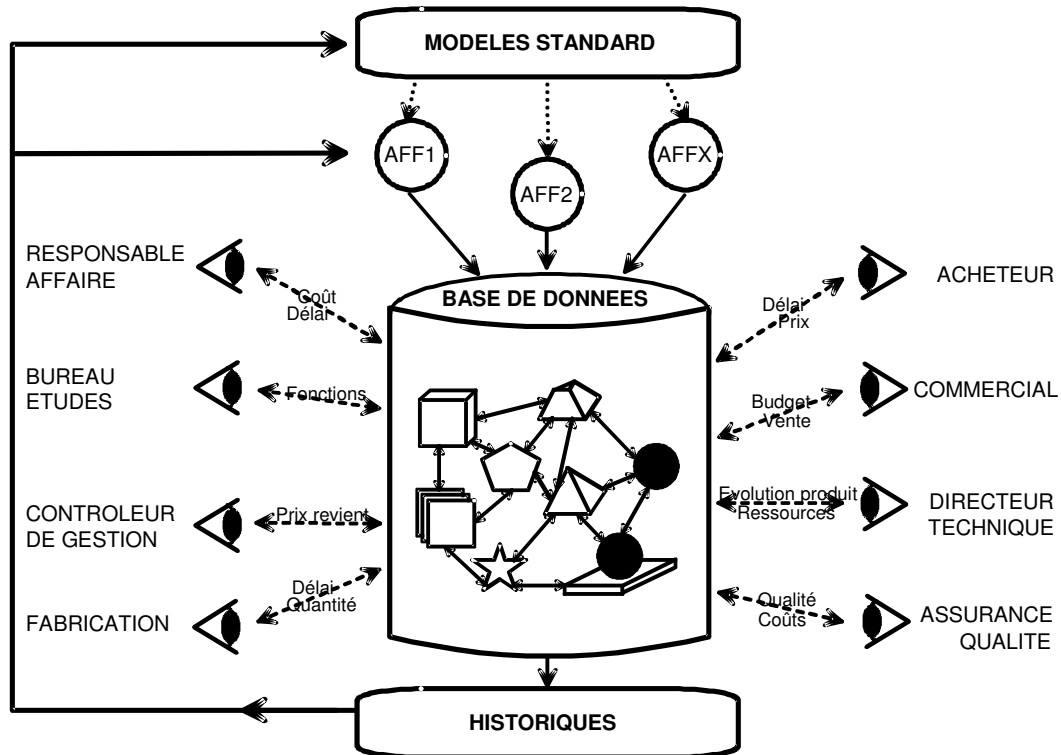 MODELES STANDARD
AFF1
AFF2
AFFX
RESPONSABLE
AFFAIRE
Coût
Délai
BASE DE DONNEES
Délai
Prix
ACHETEUR
BUREAU
ETUDES
Fonctions
Budget
Vente
COMMERCIAL
CONTROLEUR
DE GESTION
Prix revient
Evolution produit
Ressources
DIRECTEUR
TECHNIQUE
FABRICATION
Délai
Quantité
Qualité
Coûts
ASSURANCE
QUALITE
HISTORIQUES